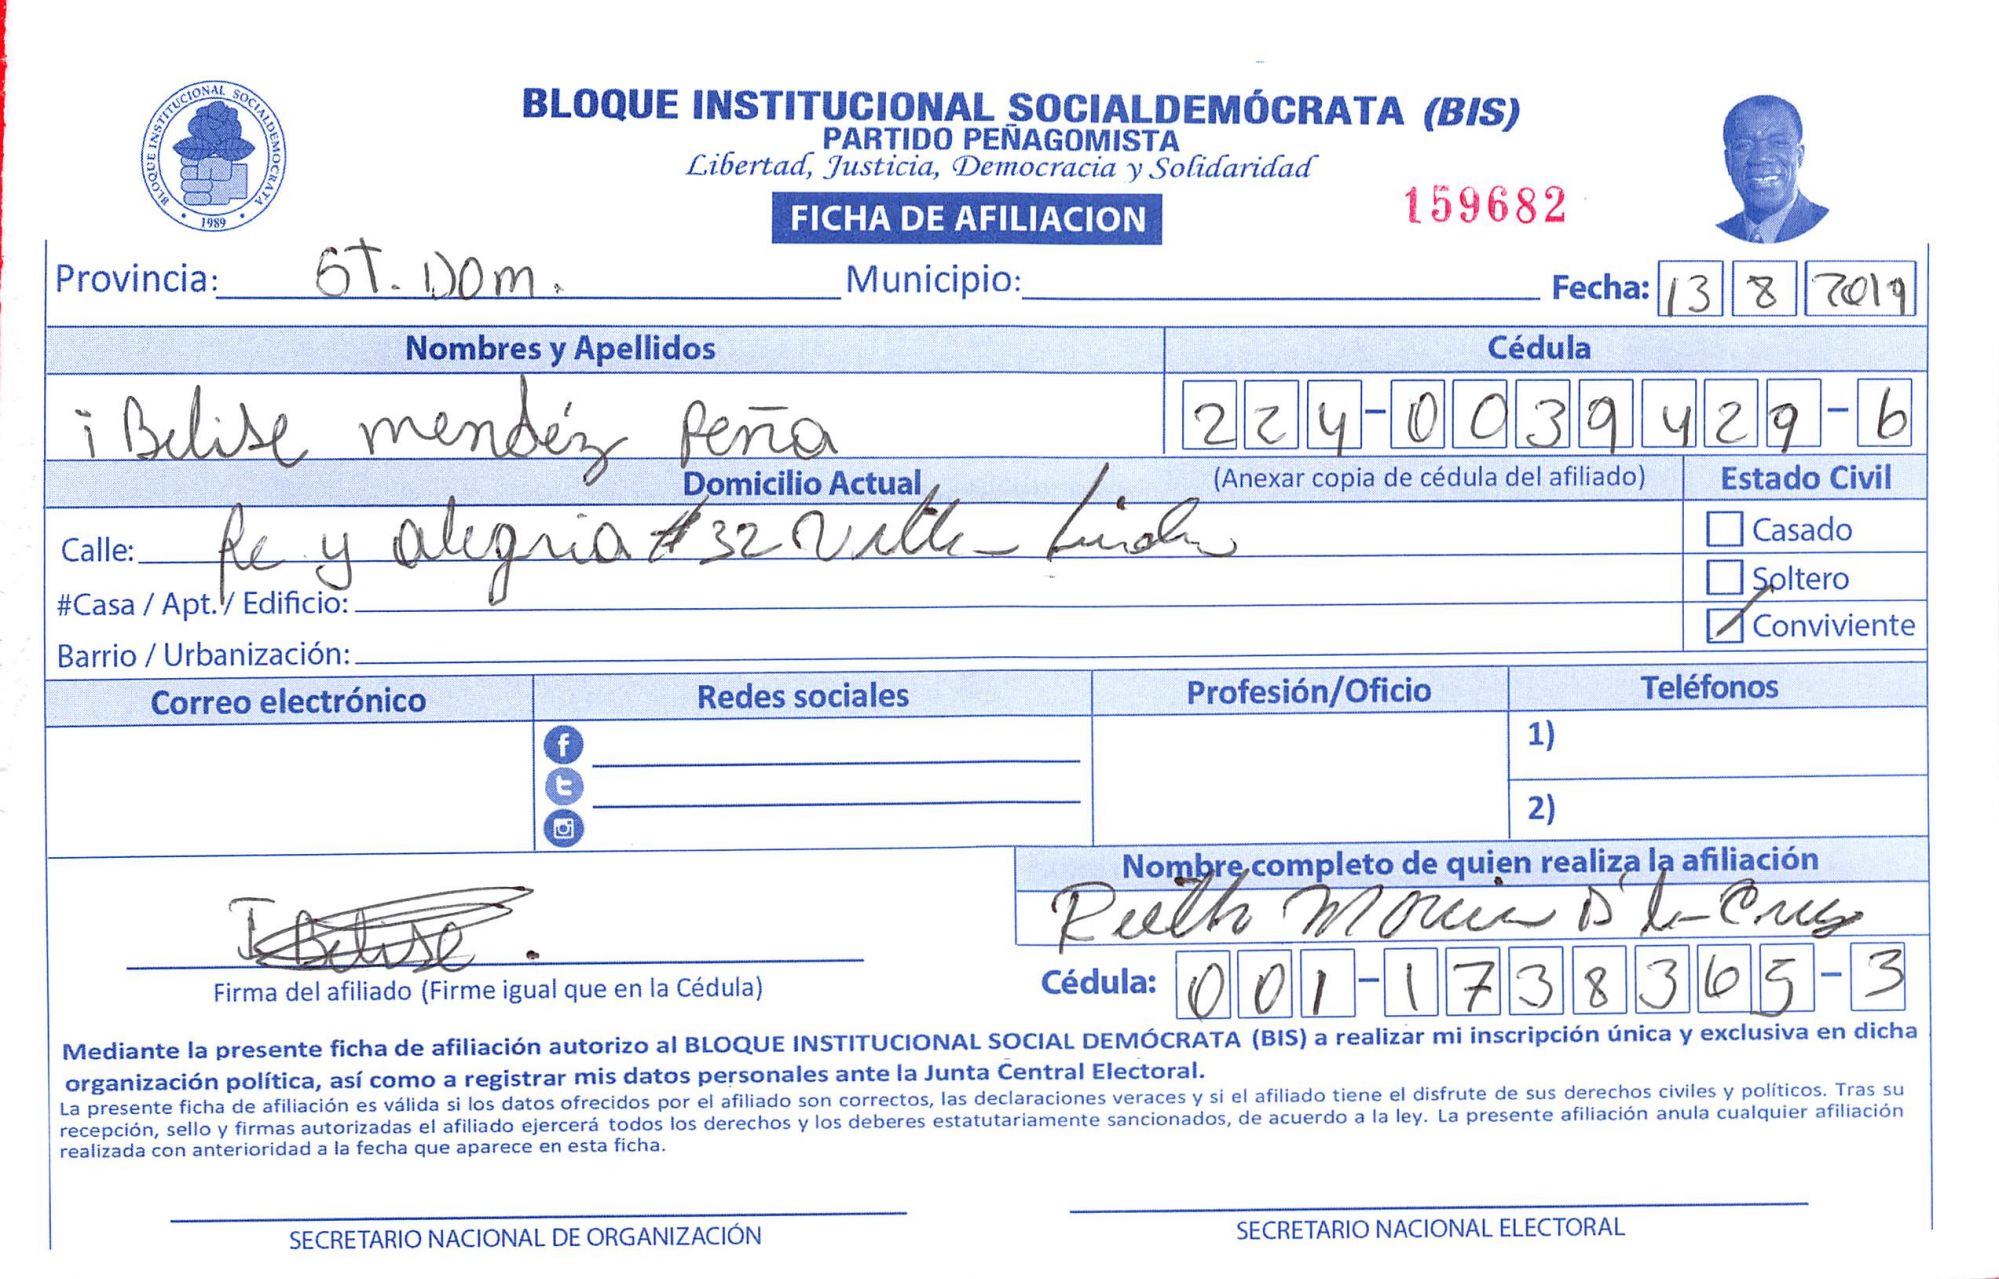 BLOQUE INSTITUCIONAL SOCIALDEMÓCRATA
1989
BLOQUE INSTITUCIONAL SOCIALDEMÓCRATA (BIS)
PARTIDO PEÑAGOMISTA
Libertad, Justicia, Democracia y Solidaridad
FICHA DE AFILIACION
159682
Provincia: ST. DOM. Municipio: Fecha: 13 8 2019
Nombres y Apellidos Cédula
iBelise mendéz peña 224-0039429-6
Domicilio Actual (Anexar copia de cédula del afiliado) Estado Civil
Calle: fe y alegria #32
Casado
#Casa / Apt. / Edificio:
Soltero
Barrio / Urbanización:
Conviviente
Correo electrónico Redes sociales Profesión/Oficio Teléfonos
1)
2)
Nombre completo de quien realiza la afiliación
Ruth D' la Cruz
I Belise.
Firma del afiliado (Firme igual que en la Cédula)
Cédula: 001-1738365-3
Mediante la presente ficha de afiliación autorizo al BLOQUE INSTITUCIONAL SOCIAL DEMÓCRATA (BIS) a realizar mi inscripción única y exclusiva en dicha
organización política, así como a registrar mis datos personales ante la Junta Central Electoral.
La presente ficha de afiliación es válida si los datos ofrecidos por el afiliado son correctos, las declaraciones veraces y si el afiliado tiene el disfrute de sus derechos civiles y políticos. Tras su
recepción, sello y firmas autorizadas el afiliado ejercerá todos los derechos y los deberes estatutariamente sancionados, de acuerdo a la ley. La presente afiliación anula cualquier afiliación
realizada con anterioridad a la fecha que aparece en esta ficha.
SECRETARIO NACIONAL DE ORGANIZACIÓN
SECRETARIO NACIONAL ELECTORAL